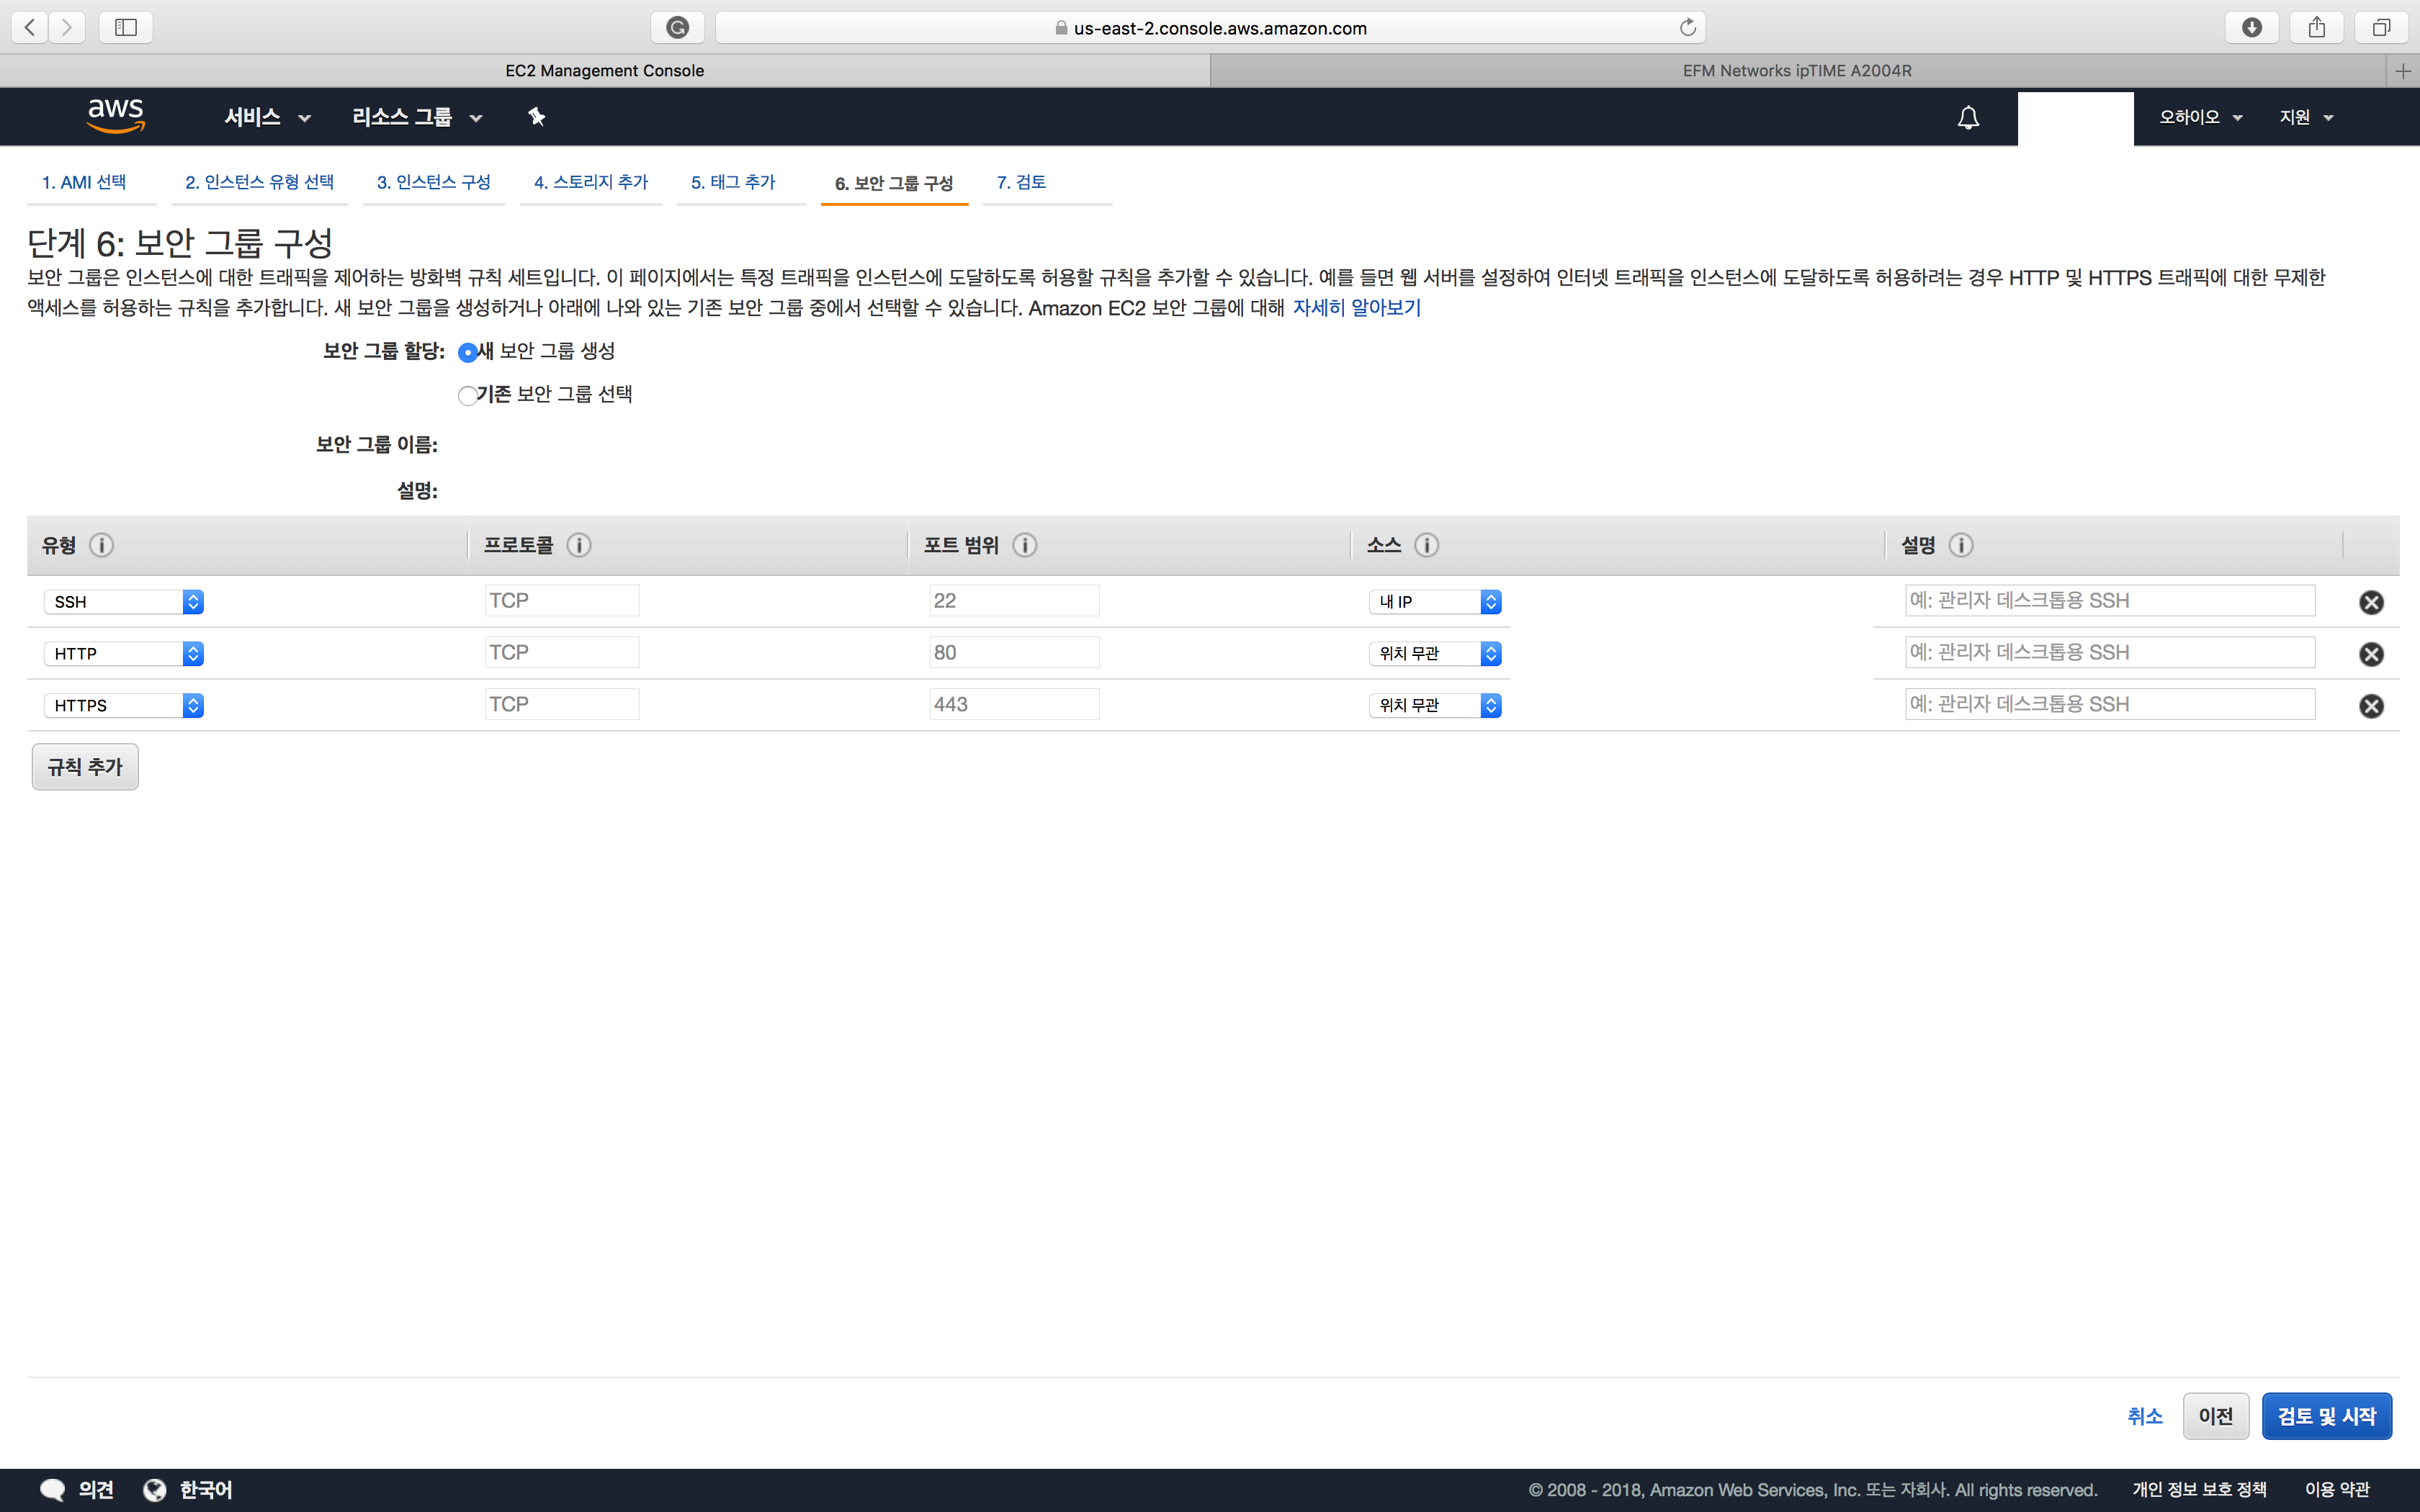 us-east-2.console.aws.amazon.com
EC2 Management Console
EFM Networks ipTIME A2004R
aws 서비스 리소스 그룹 오하이오 지원
1. AMI 선택 2. 인스턴스 유형 선택 3. 인스턴스 구성 4. 스토리지 추가 5. 태그 추가 6. 보안 그룹 구성 7. 검토
단계 6: 보안 그룹 구성
보안 그룹은 인스턴스에 대한 트래픽을 제어하는 방화벽 규칙 세트입니다. 이 페이지에서는 특정 트래픽을 인스턴스에 도달하도록 허용할 규칙을 추가할 수 있습니다. 예를 들면 웹 서버를 설정하여 인터넷 트래픽을 인스턴스에 도달하도록 허용하려는 경우 HTTP 및 HTTPS 트래픽에 대한 무제한
액세스를 허용하는 규칙을 추가합니다. 새 보안 그룹을 생성하거나 아래에 나와 있는 기존 보안 그룹 중에서 선택할 수 있습니다. Amazon EC2 보안 그룹에 대해 자세히 알아보기
보안 그룹 할당: 새 보안 그룹 생성
기존 보안 그룹 선택
보안 그룹 이름:
설명:
유형 프로토콜 포트 범위 소스 설명
SSH TCP 22 내 IP 예: 관리자 데스크톱용 SSH
HTTP TCP 80 위치 무관 예: 관리자 데스크톱용 SSH
HTTPS TCP 443 위치 무관 예: 관리자 데스크톱용 SSH
규칙 추가
취소 이전 검토 및 시작
의견 한국어 © 2008 - 2018, Amazon Web Services, Inc. 또는 자회사. All rights reserved. 개인 정보 보호 정책 이용 약관